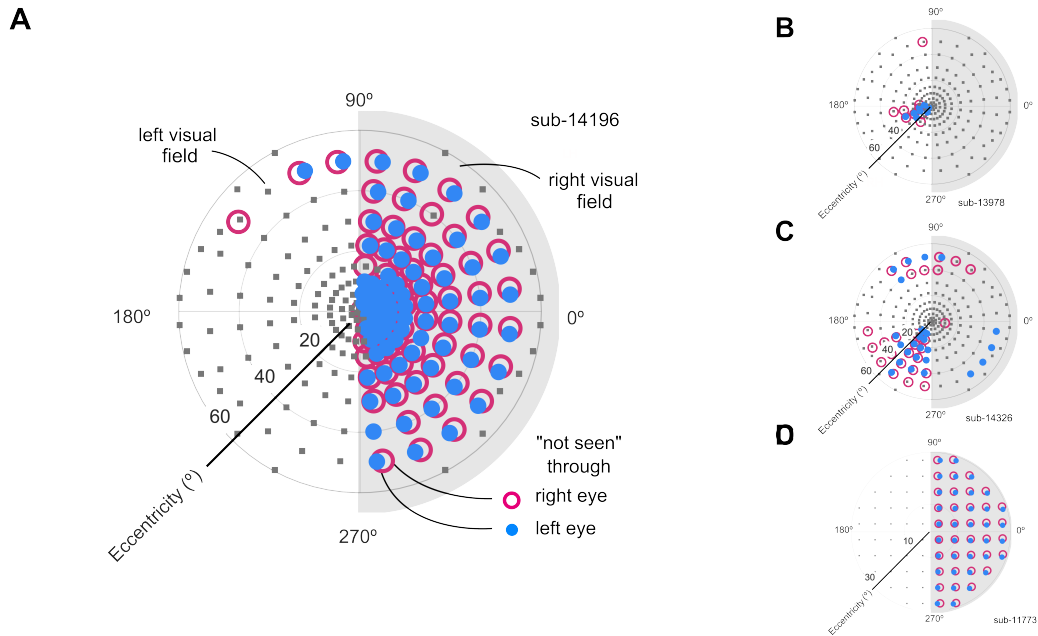 A
90º
sub-14196
left visual
field
right visual
field
180º
0º
20
40
60
Eccentricity (º)
270º
"not seen"
through
right eye
left eye
B
90º
180º
0º
40
60
Eccentricity (º)
270º
sub-13978
C
90º
180º
0º
20
40
60
Eccentricity (º)
270º
sub-14326
D
90º
180º
0º
10
30
Eccentricity (º)
270º
sub-11773